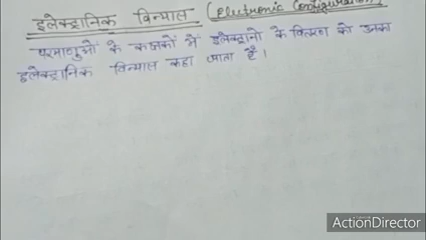 इलेक्ट्रानिक विन्यास (electronic configuration)
परमाणुओं के कक्षकों में इलेक्ट्रानो के वितरण को उनका
इलेक्ट्रानिक विन्यास कहा जाता है।
ActionDirector